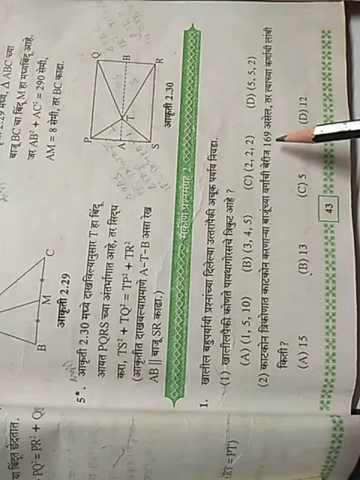 बाजू BC चा बिंदू M हा मध्यबिंदू आहे.
जर AB² + AC² = 290 सेमी,
AM = 8 सेमी, तर BC काढा.
B M C
आकृती 2.29
5*. आकृती 2.30 मध्ये दाखविल्यानुसार T हा बिंदू
आयत PQRS च्या अंतर्भागात आहे, तर सिद्ध
करा, TS² + TQ² = TP² + TR²
(आकृतीत दाखवल्याप्रमाणे A-T-B असा रेख
AB || बाजू SR काढा.)
P Q
A T B
S R
आकृती 2.30
संकीर्ण प्रश्नसंग्रह 2
1. खालील बहुपर्यायी प्रश्नांच्या दिलेल्या उत्तरांपैकी अचूक पर्याय निवडा.
(1) खालीलपैकी कोणते पायथागोरसचे त्रिकुट आहे ?
(A) (1, 5, 10) (B) (3, 4, 5) (C) (2, 2, 2) (D) (5, 5, 2)
(2) काटकोन त्रिकोणात काटकोन करणाऱ्या बाजूंच्या वर्गांची बेरीज 169 असेल, तर त्याच्या कर्णाची लांबी
किती ?
(A) 15 (B) 13 (C) 5 (D) 12
43
बिंदूत छेदतात.
PQ² = PR² + Q
PT)